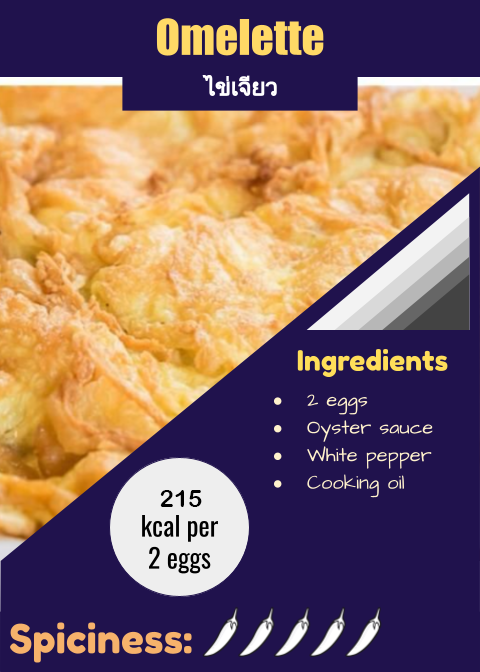 Omelette
ไข่เจียว
Ingredients
• 2 eggs
• Oyster sauce
• White pepper
• Cooking oil
215
kcal per
2 eggs
Spiciness: